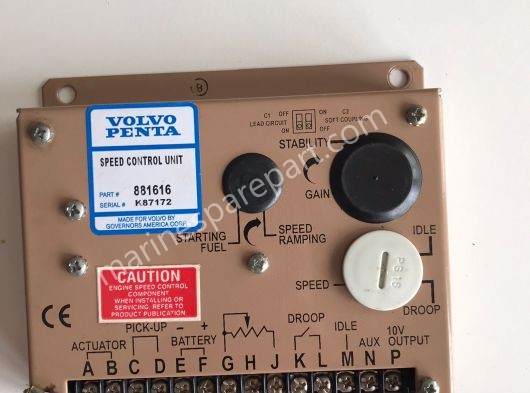 VOLVO
PENTA
SPEED CONTROL UNIT
PART # 881616
SERIAL # K87172
MADE FOR VOLVO BY
GOVERNORS AMERICA CORP.
C1 OFF OFF C2
LEAD CIRCUIT SOFT COUPLING
ON ON
STABILITY
GAIN
STARTING
FUEL
SPEED
RAMPING
IDLE
SPEED
DROOP
CAUTION
ENGINE SPEED CONTROL
COMPONENT
WHEN INSTALLING OR
SERVICING, REFER TO
PRODUCT PUBLICATION
CE
ACTUATOR PICK-UP − + BATTERY DROOP IDLE AUX 10V OUTPUT
A B C D E F G H J K L M N P
marinesparepart.com